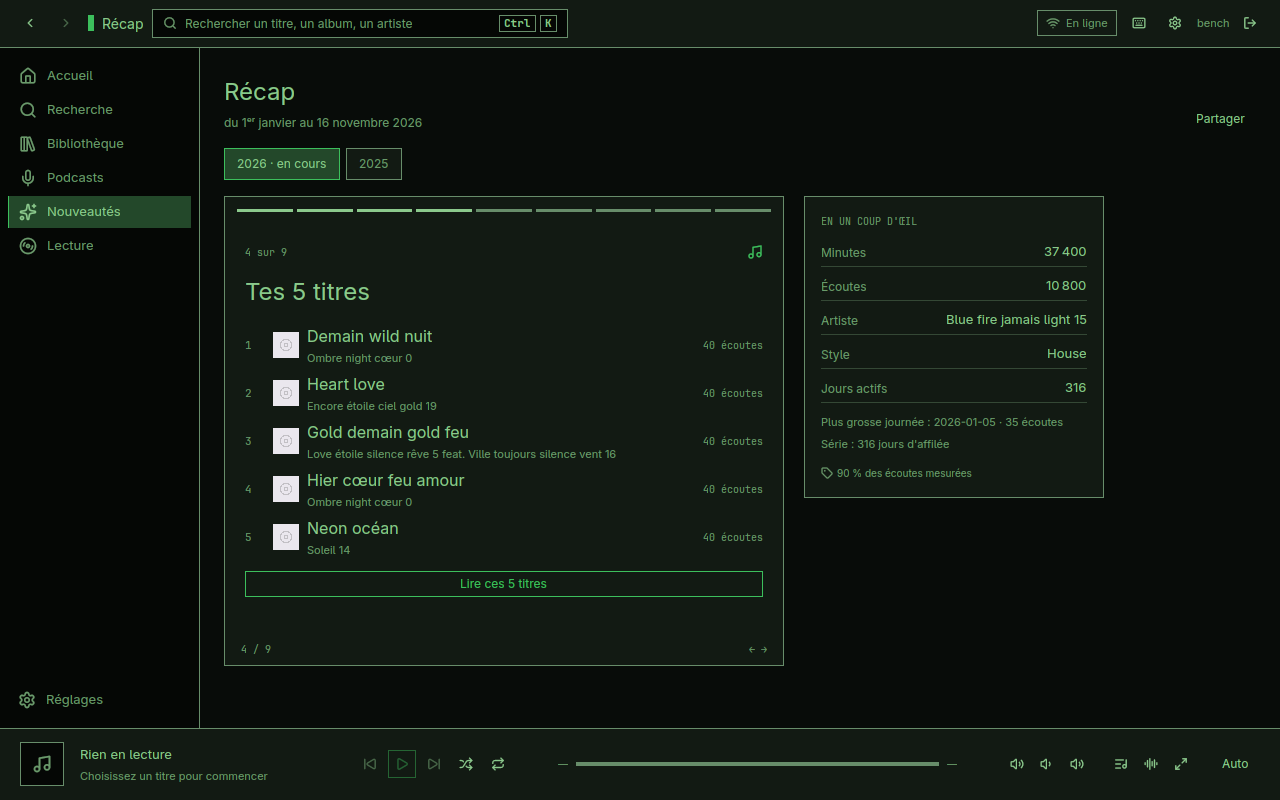 Récap
Rechercher un titre, un album, un artiste
Ctrl K
En ligne
bench
Accueil
Recherche
Bibliothèque
Podcasts
Nouveautés
Lecture
Réglages
Récap
du 1er janvier au 16 novembre 2026
Partager
2026 · en cours
2025
4 sur 9
Tes 5 titres
1
Demain wild nuit
Ombre night cœur 0
40 écoutes
2
Heart love
Encore étoile ciel gold 19
40 écoutes
3
Gold demain gold feu
Love étoile silence rêve 5 feat. Ville toujours silence vent 16
40 écoutes
4
Hier cœur feu amour
Ombre night cœur 0
40 écoutes
5
Neon océan
Soleil 14
40 écoutes
Lire ces 5 titres
4 / 9
← →
EN UN COUP D'ŒIL
Minutes 37 400
Écoutes 10 800
Artiste Blue fire jamais light 15
Style House
Jours actifs 316
Plus grosse journée : 2026-01-05 · 35 écoutes
Série : 316 jours d'affilée
90 % des écoutes mesurées
Rien en lecture
Choisissez un titre pour commencer
— —
Auto